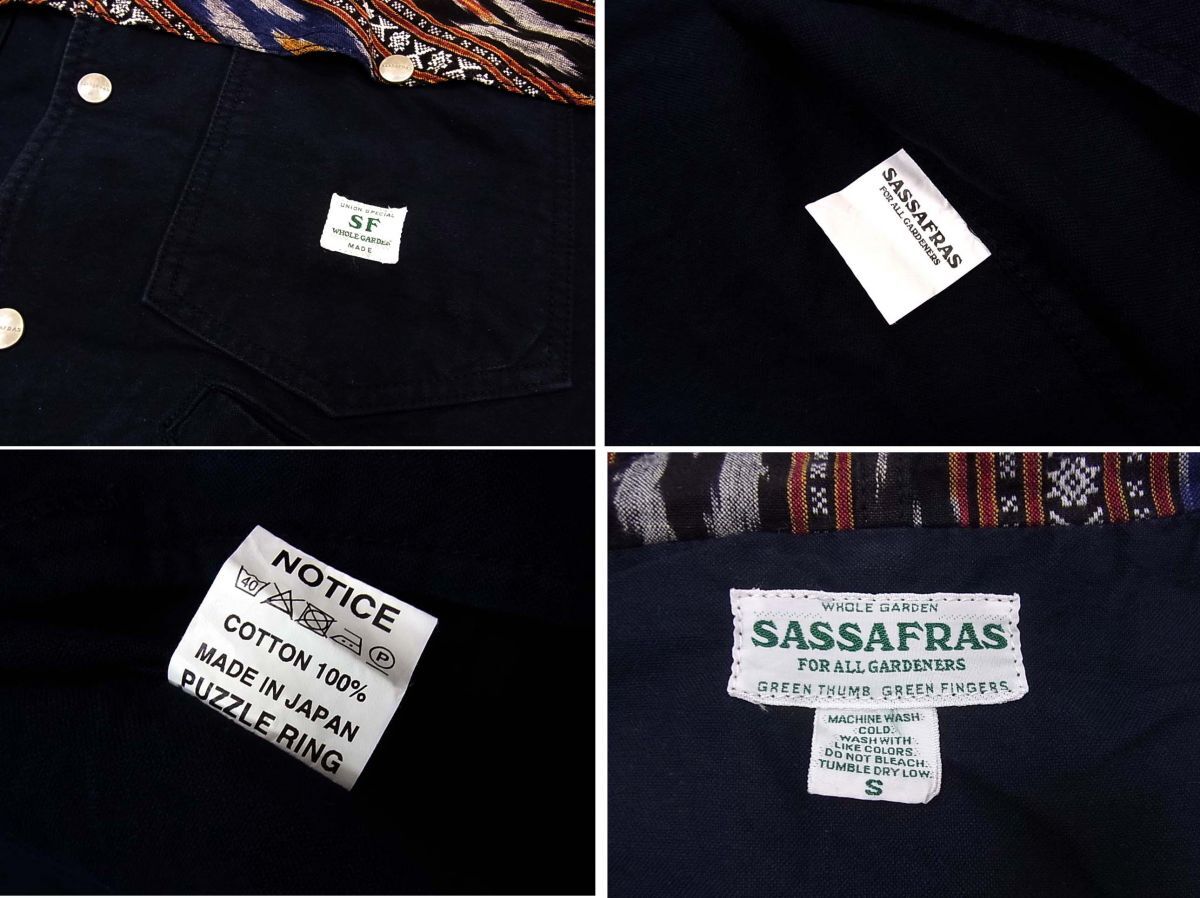 UNION SPECIAL
SF
WHOLE GARDEN
MADE
SASSAFRAS
FOR ALL GARDENERS
NOTICE
40
P
COTTON 100%
MADE IN JAPAN
PUZZLE RING
WHOLE GARDEN
SASSAFRAS
FOR ALL GARDENERS
GREEN THUMB GREEN FINGERS
MACHINE WASH
COLD.
WASH WITH
LIKE COLORS.
DO NOT BLEACH.
TUMBLE DRY LOW.
S